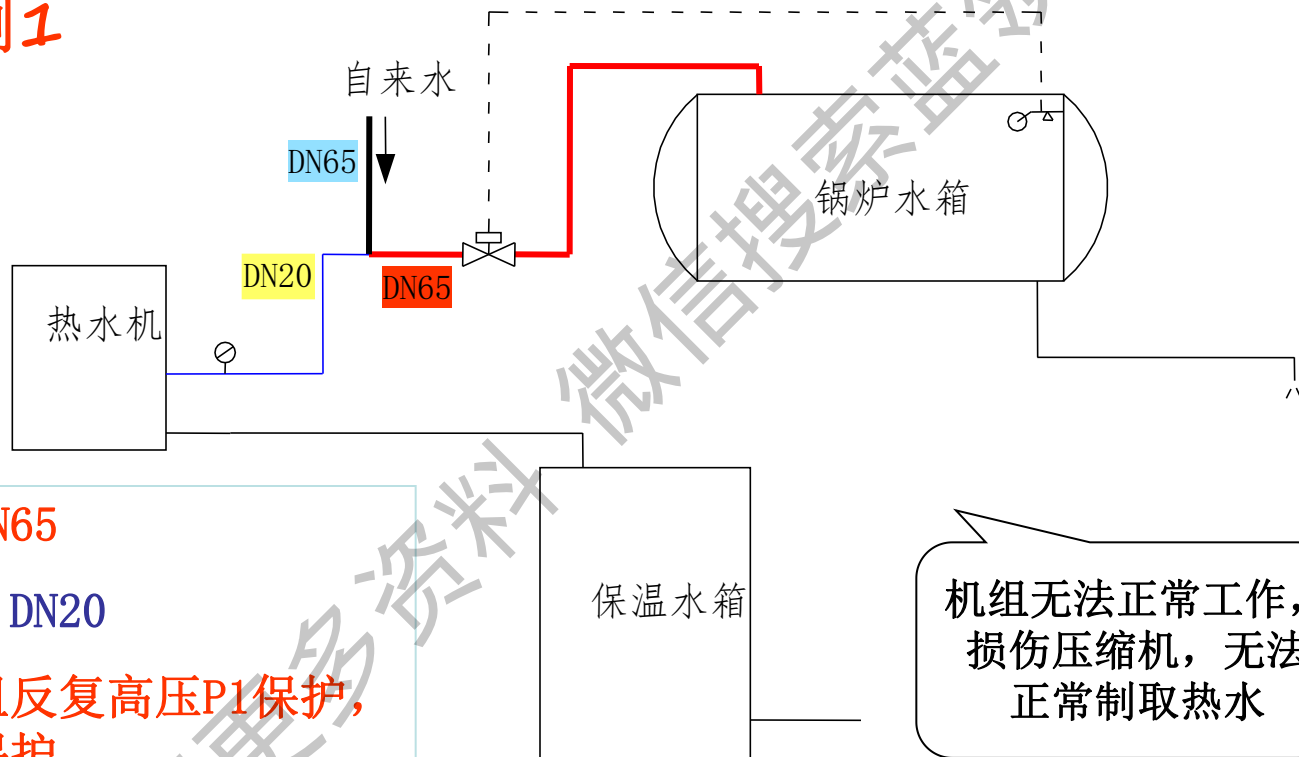 例1
自来水
DN65
锅炉水箱
DN20
DN65
热水机
N65
DN20
反复高压P1保护，
保护
保温水箱
机组无法正常工作，
损伤压缩机，无法
正常制取热水
更多资料 微信搜索蓝领